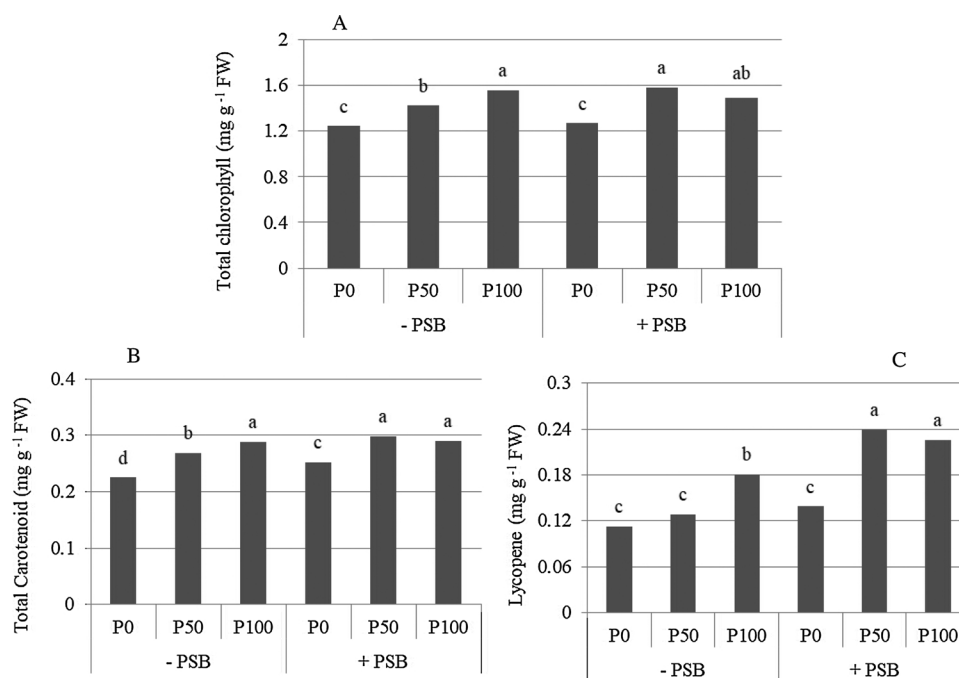 A
Total chlorophyll (mg g -1 FW)
2
1.6
1.2
0.8
0.4
0
c
b
a
c
a
ab
P0 P50 P100 P0 P50 P100
- PSB + PSB
B
Total Carotenoid (mg g -1 FW)
0.4
0.3
0.2
0.1
0
d
b
a
c
a
a
P0 P50 P100 P0 P50 P100
- PSB + PSB
C
Lycopene (mg g -1 FW)
0.3
0.24
0.18
0.12
0.06
0
c
c
b
c
a
a
P0 P50 P100 P0 P50 P100
- PSB + PSB